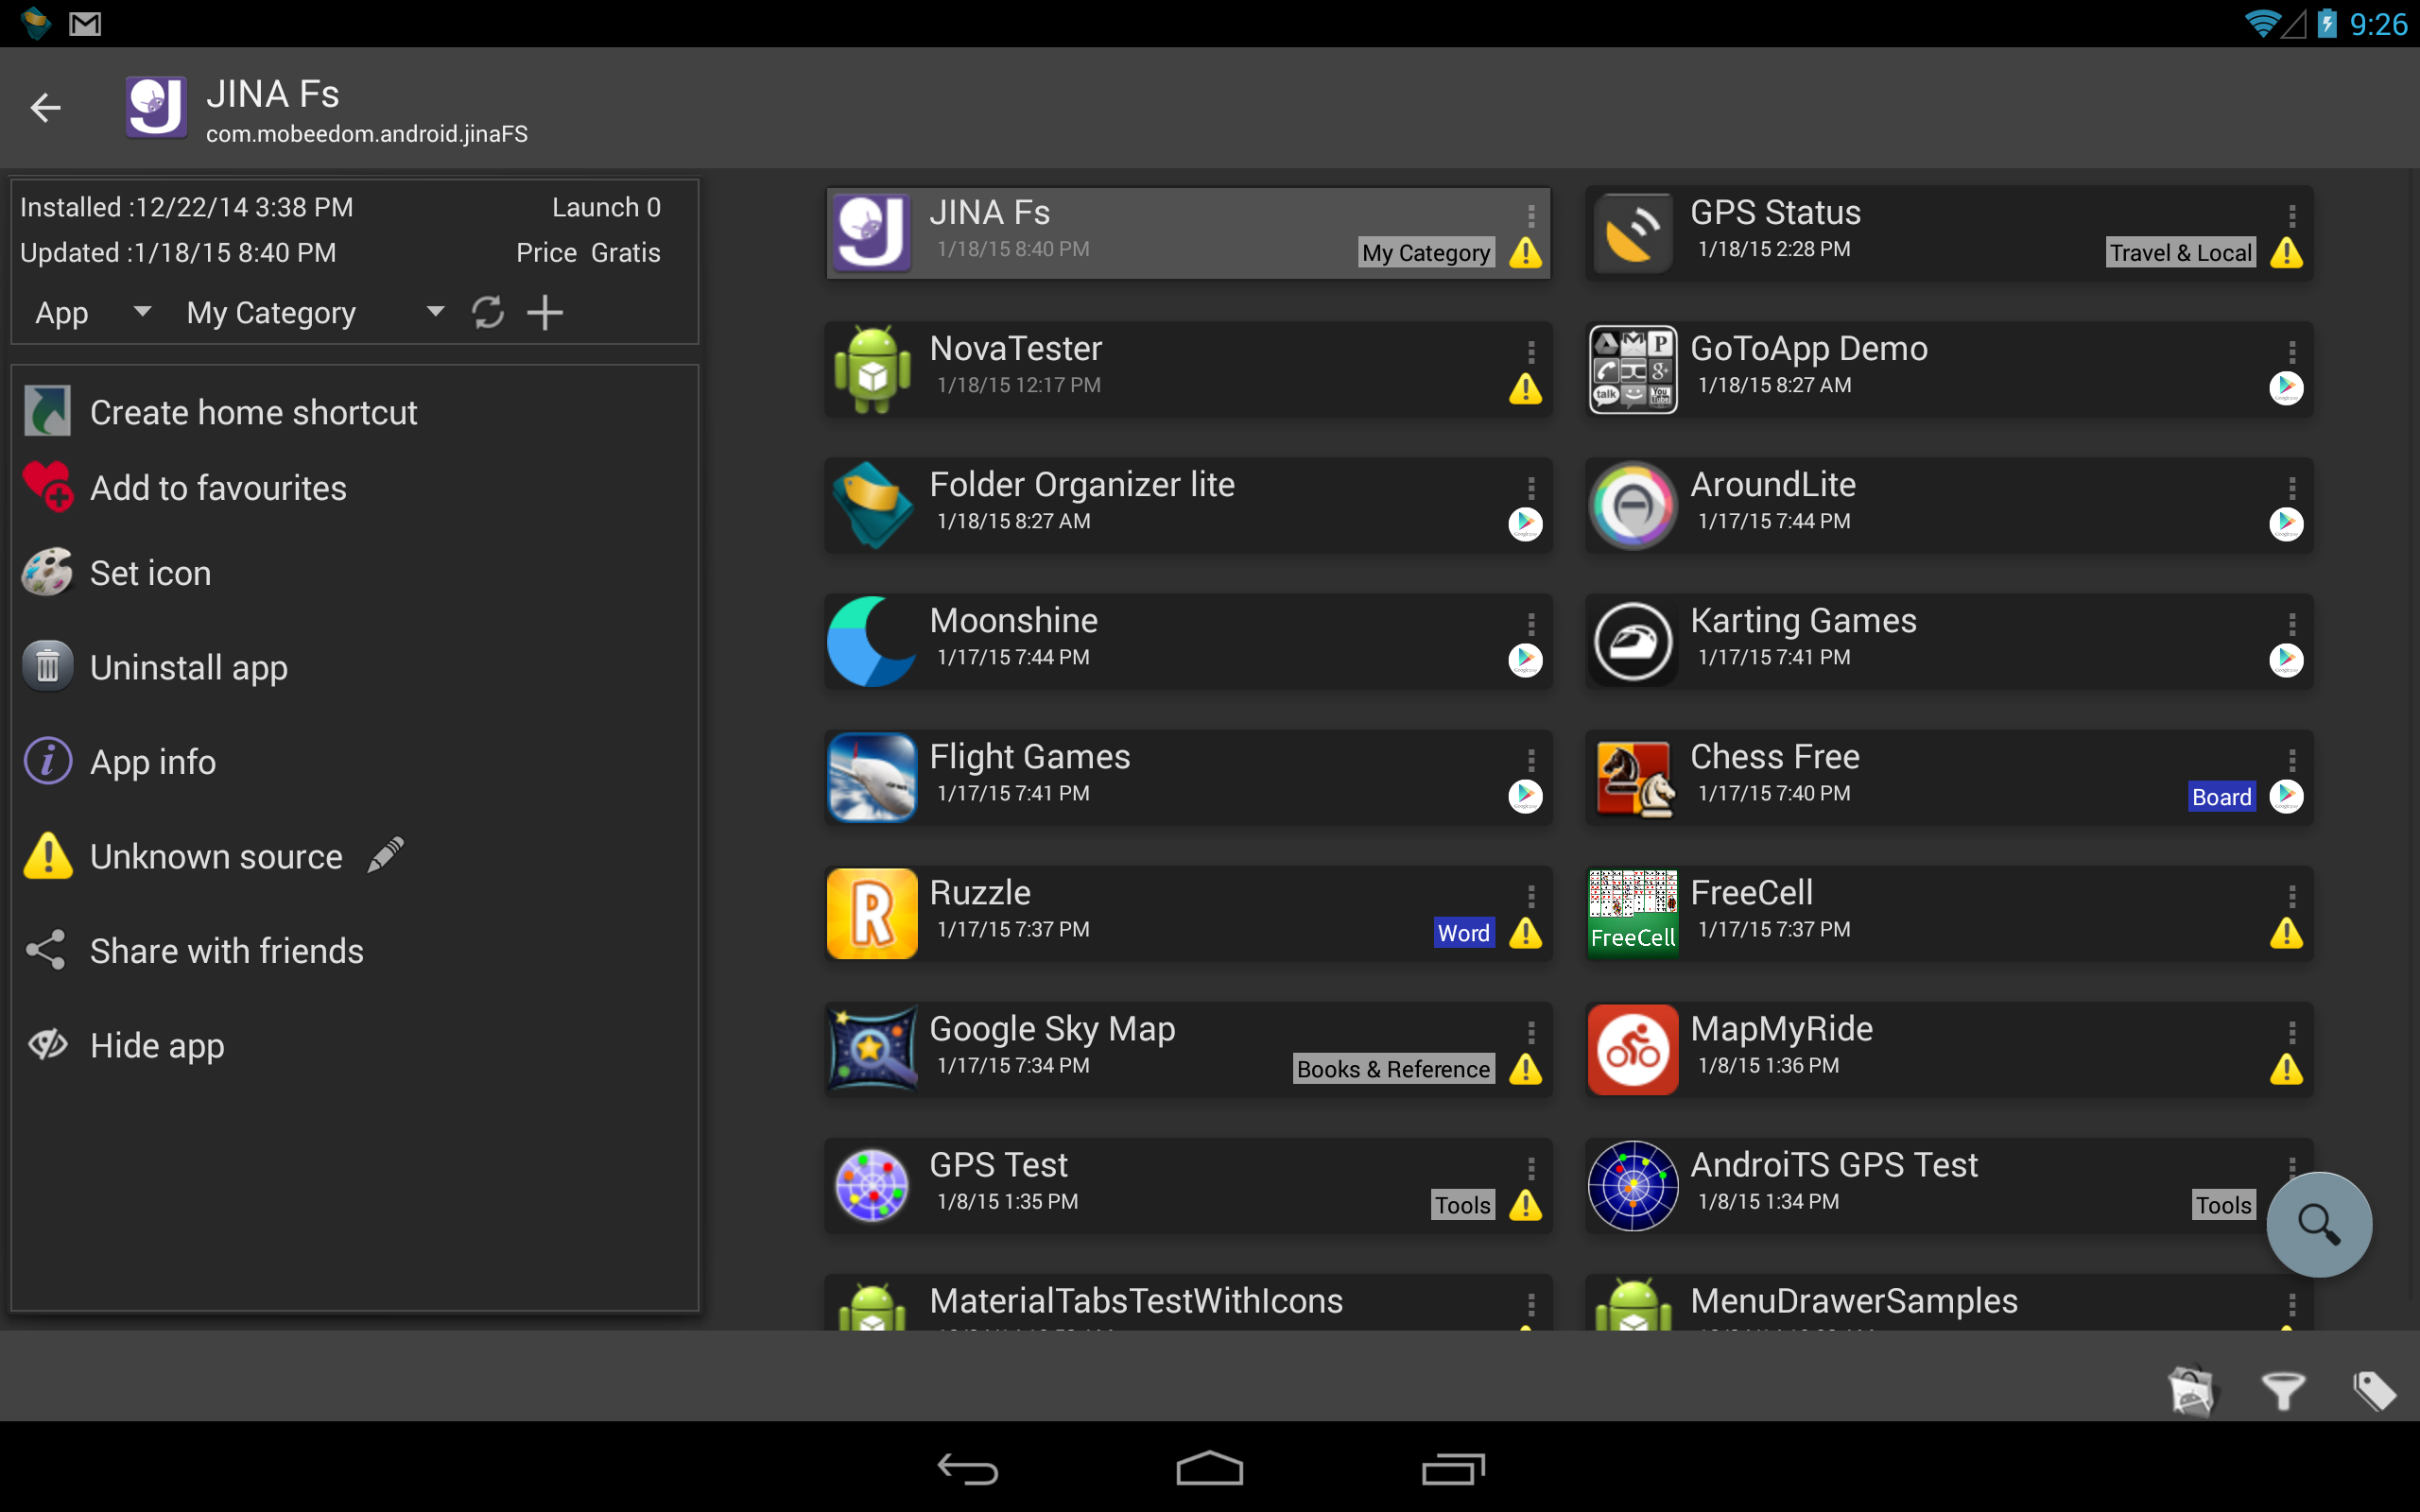 9:26
JINA Fs
com.mobeedom.android.jinaFS
Installed :12/22/14 3:38 PM
Launch 0
Updated :1/18/15 8:40 PM
Price Gratis
App
My Category
Create home shortcut
Add to favourites
Set icon
Uninstall app
App info
Unknown source
Share with friends
Hide app
JINA Fs
1/18/15 8:40 PM
My Category
GPS Status
1/18/15 2:28 PM
Travel & Local
NovaTester
1/18/15 12:17 PM
GoToApp Demo
1/18/15 8:27 AM
Folder Organizer lite
1/18/15 8:27 AM
AroundLite
1/17/15 7:44 PM
Moonshine
1/17/15 7:44 PM
Karting Games
1/17/15 7:41 PM
Flight Games
1/17/15 7:41 PM
Chess Free
1/17/15 7:40 PM
Board
Ruzzle
1/17/15 7:37 PM
Word
FreeCell
FreeCell
1/17/15 7:37 PM
Google Sky Map
1/17/15 7:34 PM
Books & Reference
MapMyRide
1/8/15 1:36 PM
GPS Test
1/8/15 1:35 PM
Tools
AndroiTS GPS Test
1/8/15 1:34 PM
Tools
MaterialTabsTestWithIcons
MenuDrawerSamples